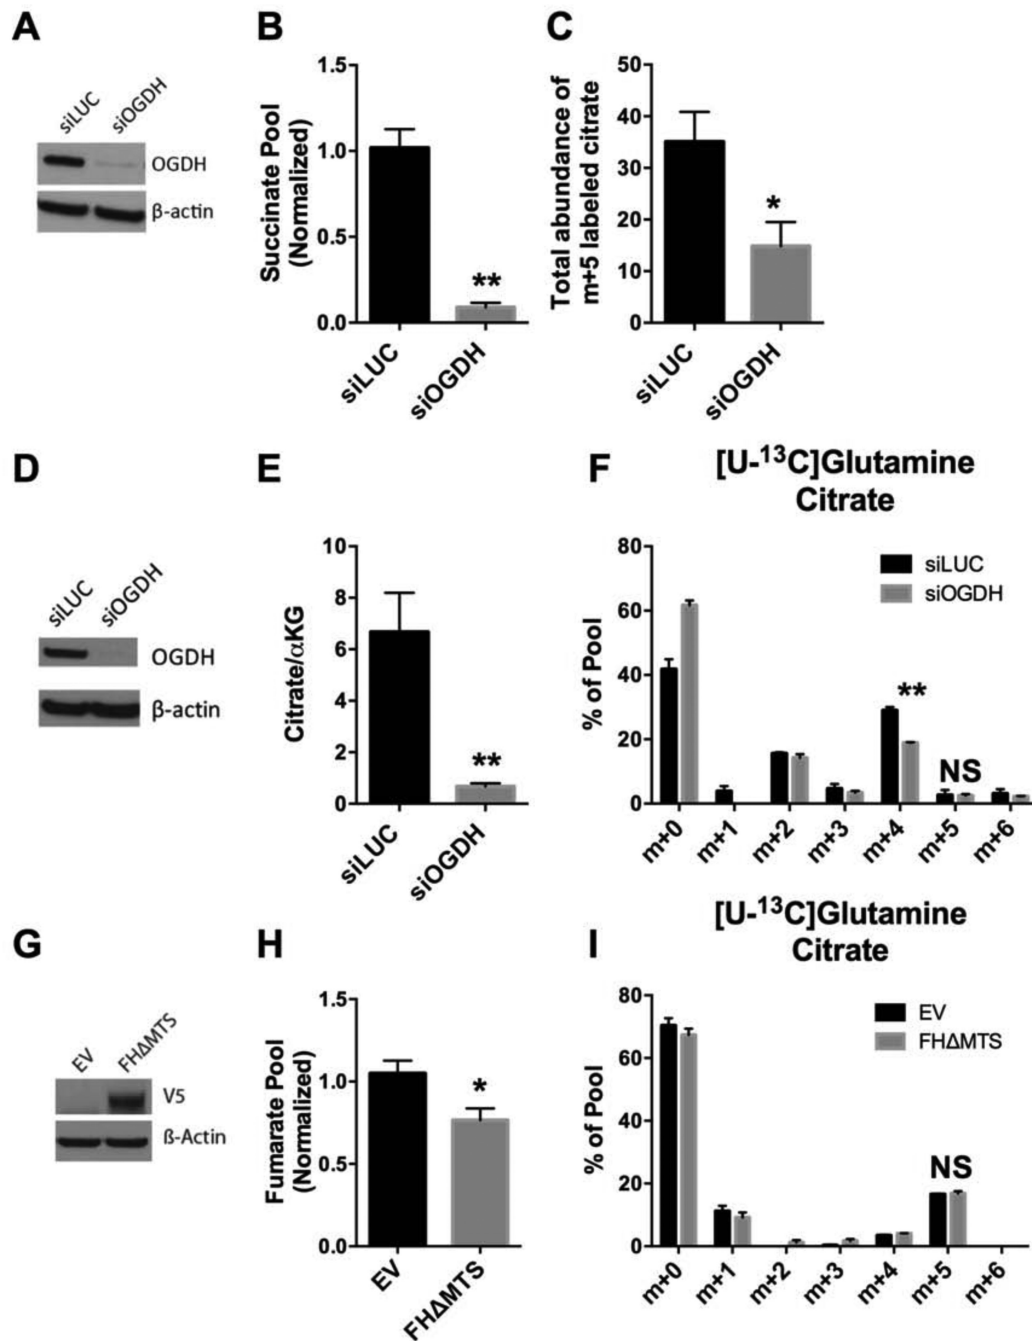 A
siLUC
siOGDH
OGDH
β-actin
B
Succinate Pool
(Normalized)
1.5
1.0
0.5
0.0
**
siLUC
siOGDH
C
Total abundance of
m+5 labeled citrate
50
40
30
20
10
0
*
siLUC
siOGDH
D
siLUC
siOGDH
OGDH
β-actin
E
Citrate/αKG
10
8
6
4
2
0
**
siLUC
siOGDH
F
[U-¹³C]Glutamine
Citrate
siLUC
siOGDH
% of Pool
80
60
40
20
0
**
NS
m+0
m+1
m+2
m+3
m+4
m+5
m+6
G
EV
FHΔMTS
V5
ß-Actin
H
Fumarate Pool
(Normalized)
1.5
1.0
0.5
0.0
*
EV
FHΔMTS
I
[U-¹³C]Glutamine
Citrate
EV
FHΔMTS
% of Pool
80
60
40
20
0
NS
m+0
m+1
m+2
m+3
m+4
m+5
m+6